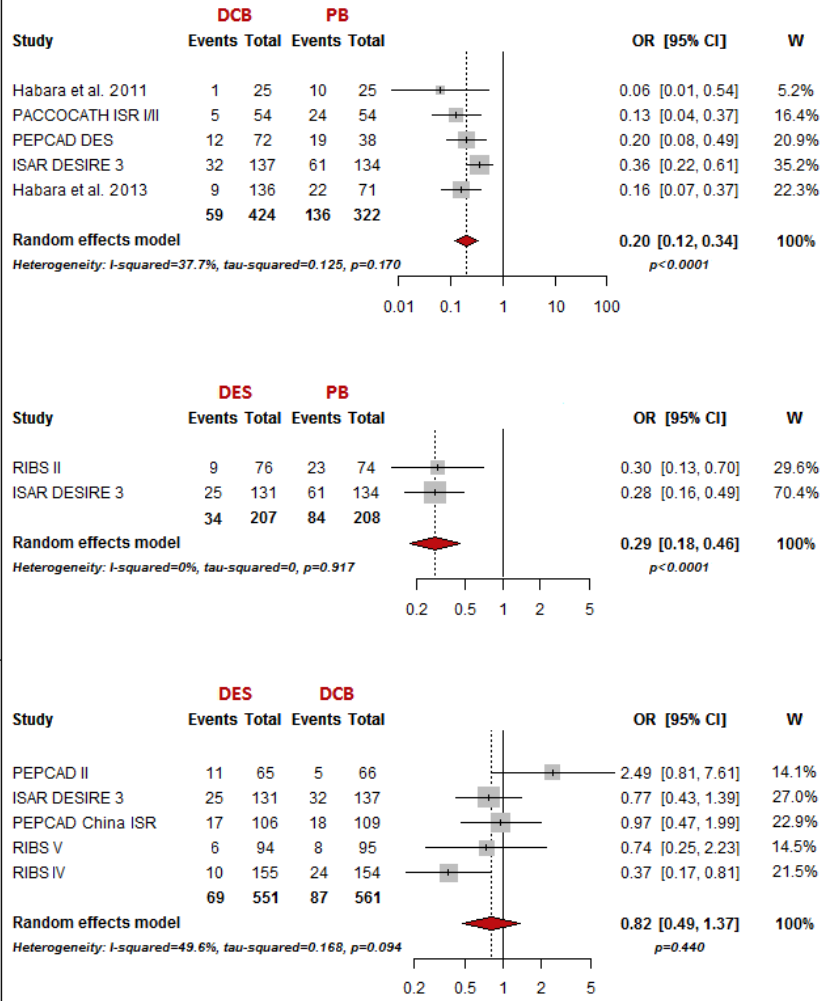 DCB PB
Study Events Total Events Total OR [95% CI] W
Habara et al. 2011 1 25 10 25 0.06 [0.01, 0.54] 5.2%
PACCOCATH ISR I/II 5 54 24 54 0.13 [0.04, 0.37] 16.4%
PEPCAD DES 12 72 19 38 0.20 [0.08, 0.49] 20.9%
ISAR DESIRE 3 32 137 61 134 0.36 [0.22, 0.61] 35.2%
Habara et al. 2013 9 136 22 71 0.16 [0.07, 0.37] 22.3%
59 424 136 322
Random effects model 0.20 [0.12, 0.34] 100%
Heterogeneity: I-squared=37.7%, tau-squared=0.125, p=0.170 p<0.0001
0.01 0.1 1 10 100
DES PB
Study Events Total Events Total OR [95% CI] W
RIBS II 9 76 23 74 0.30 [0.13, 0.70] 29.6%
ISAR DESIRE 3 25 131 61 134 0.28 [0.16, 0.49] 70.4%
34 207 84 208
Random effects model 0.29 [0.18, 0.46] 100%
Heterogeneity: I-squared=0%, tau-squared=0, p=0.917 p<0.0001
0.2 0.5 1 2 5
DES DCB
Study Events Total Events Total OR [95% CI] W
PEPCAD II 11 65 5 66 2.49 [0.81, 7.61] 14.1%
ISAR DESIRE 3 25 131 32 137 0.77 [0.43, 1.39] 27.0%
PEPCAD China ISR 17 106 18 109 0.97 [0.47, 1.99] 22.9%
RIBS V 6 94 8 95 0.74 [0.25, 2.23] 14.5%
RIBS IV 10 155 24 154 0.37 [0.17, 0.81] 21.5%
69 551 87 561
Random effects model 0.82 [0.49, 1.37] 100%
Heterogeneity: I-squared=49.6%, tau-squared=0.168, p=0.094 p=0.440
0.2 0.5 1 2 5